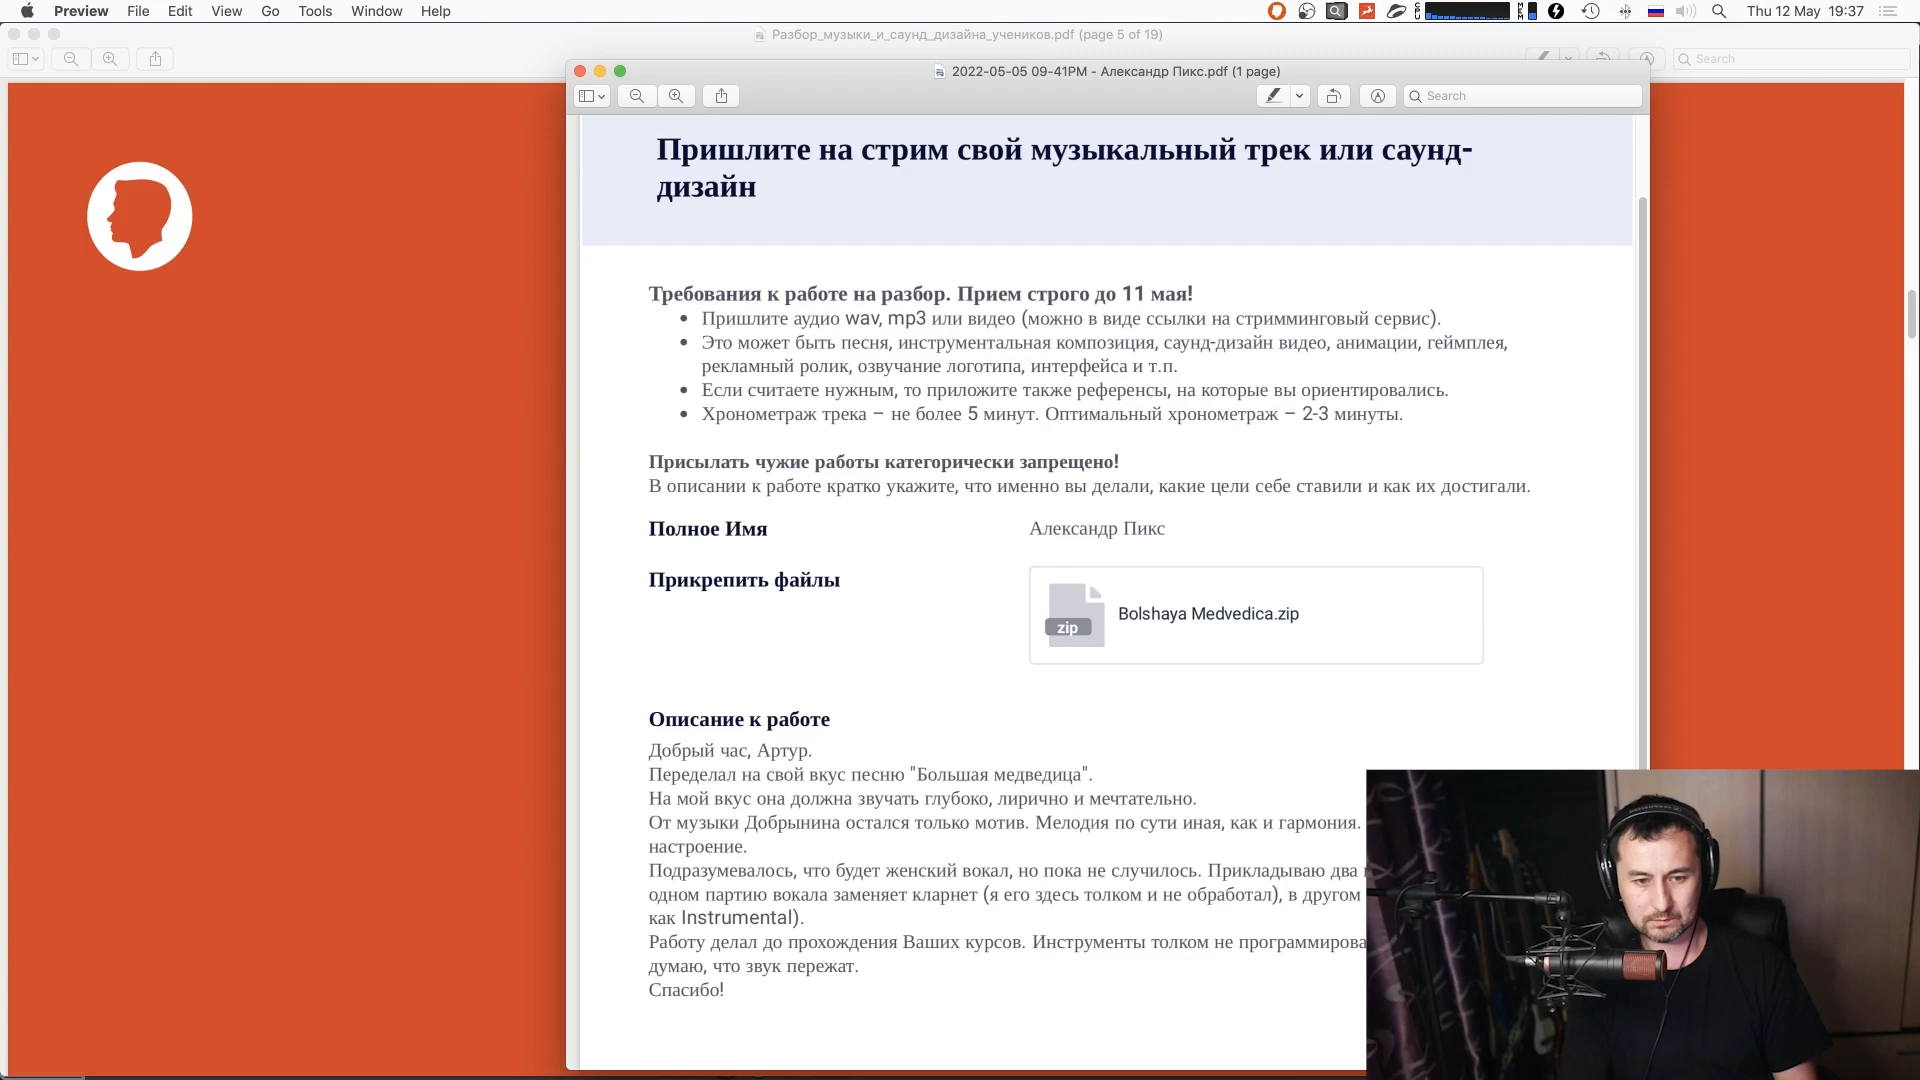 Preview File Edit View Go Tools Window Help
Thu 12 May 19:37
Разбор_музыки_и_саунд_дизайна_учеников.pdf (page 5 of 19)
Search
2022-05-05 09-41PM - Александр Пикс.pdf (1 page)
Search
Пришлите на стрим свой музыкальный трек или саунд-
дизайн
Требования к работе на разбор. Прием строго до 11 мая!
Пришлите аудио wav, mp3 или видео (можно в виде ссылки на стримминговый сервис).
Это может быть песня, инструментальная композиция, саунд-дизайн видео, анимации, геймплея,
рекламный ролик, озвучание логотипа, интерфейса и т.п.
Если считаете нужным, то приложите также референсы, на которые вы ориентировались.
Хронометраж трека – не более 5 минут. Оптимальный хронометраж – 2-3 минуты.
Присылать чужие работы категорически запрещено!
В описании к работе кратко укажите, что именно вы делали, какие цели себе ставили и как их достигали.
Полное Имя
Александр Пикс
Прикрепить файлы
zip
Bolshaya Medvedica.zip
Описание к работе
Добрый час, Артур.
Переделал на свой вкус песню "Большая медведица".
На мой вкус она должна звучать глубоко, лирично и мечтательно.
От музыки Добрынина остался только мотив. Мелодия по сути иная, как и гармония.
настроение.
Подразумевалось, что будет женский вокал, но пока не случилось. Прикладываю два
одном партию вокала заменяет кларнет (я его здесь толком и не обработал), в другом
как Instrumental).
Работу делал до прохождения Ваших курсов. Инструменты толком не программирова
думаю, что звук пережат.
Спасибо!